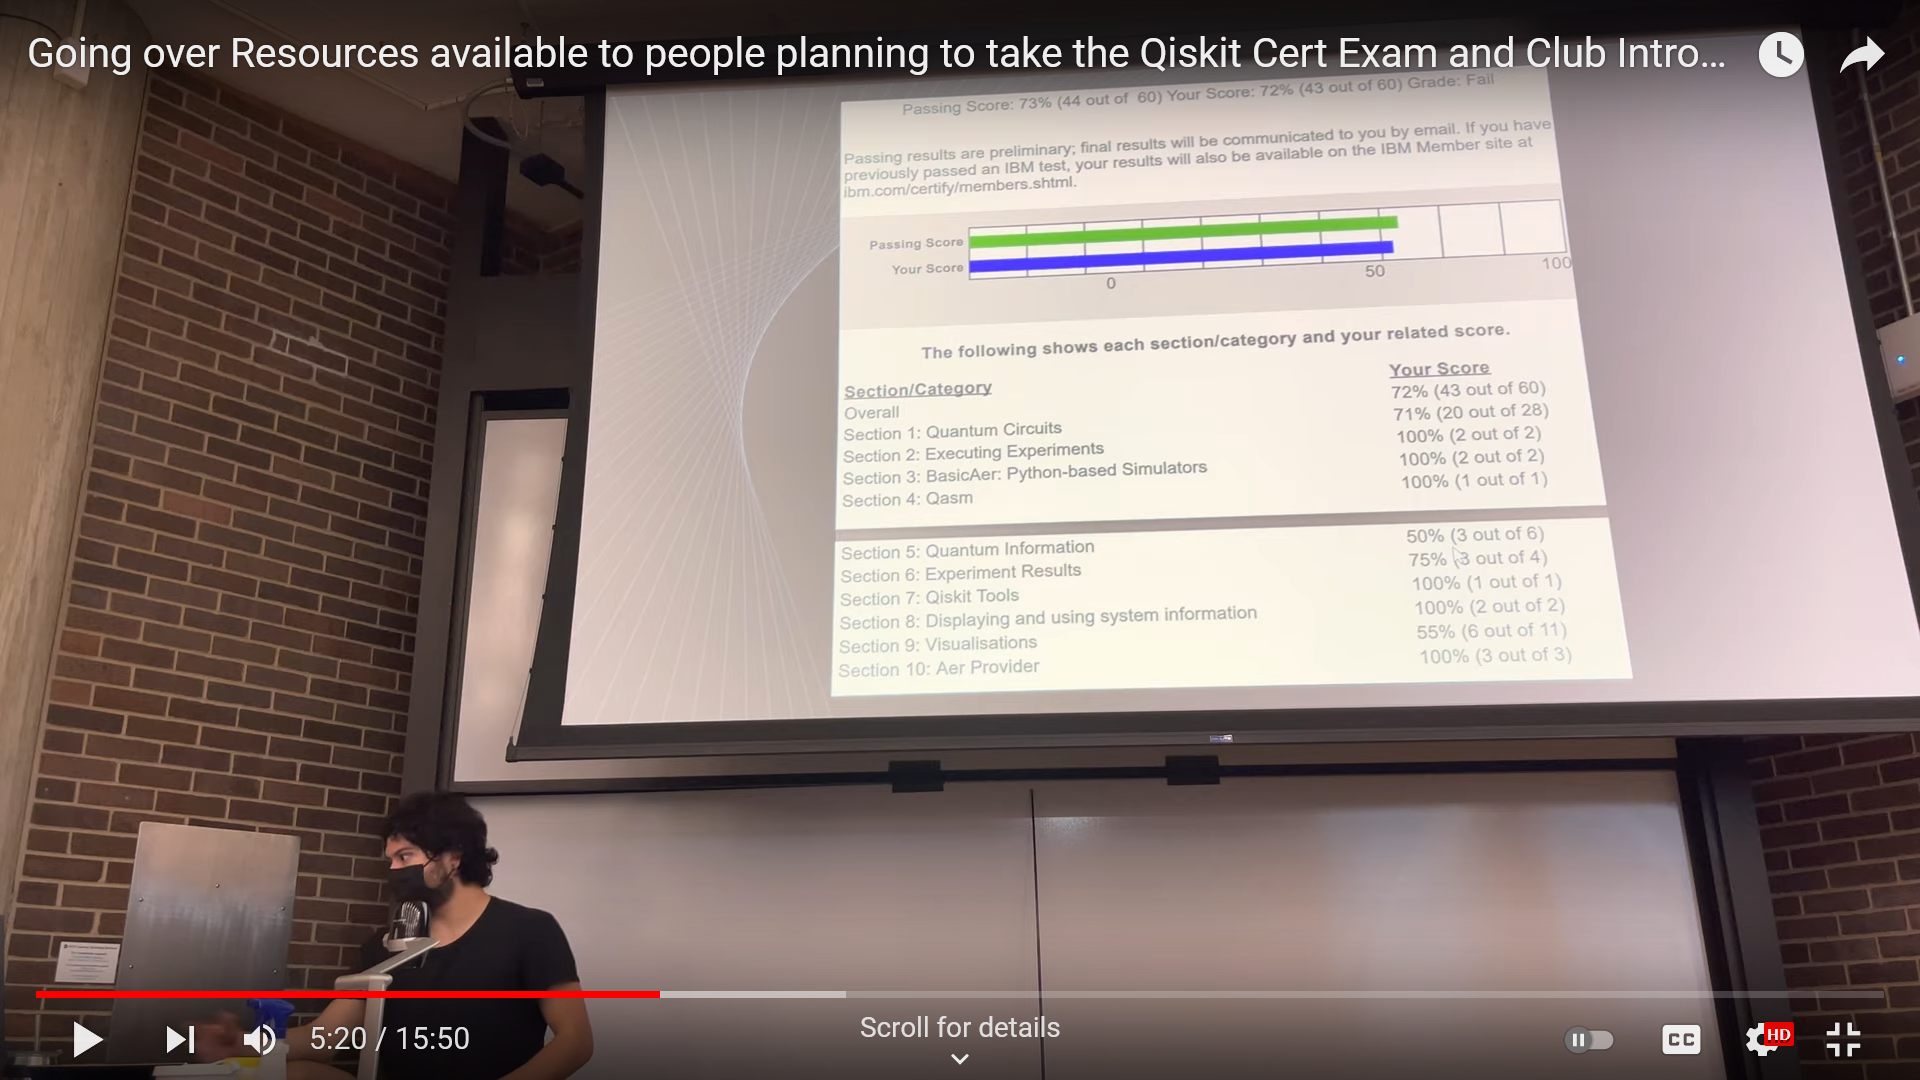 Going over Resources available to people planning to take the Qiskit Cert Exam and Club Intro...
Passing Score: 73% (44 out of 60) Your Score: 72% (43 out of 60) Grade: Fail
Passing results are preliminary; final results will be communicated to you by email. If you have
previously passed an IBM test, your results will also be available on the IBM Member site at
ibm.com/certify/members.shtml.
Passing Score
Your Score
0 50 100
The following shows each section/category and your related score.
Section/Category Your Score
Overall 72% (43 out of 60)
Section 1: Quantum Circuits 71% (20 out of 28)
Section 2: Executing Experiments 100% (2 out of 2)
Section 3: BasicAer: Python-based Simulators 100% (2 out of 2)
Section 4: Qasm 100% (1 out of 1)
Section 5: Quantum Information 50% (3 out of 6)
Section 6: Experiment Results 75% (3 out of 4)
Section 7: Qiskit Tools 100% (1 out of 1)
Section 8: Displaying and using system information 100% (2 out of 2)
Section 9: Visualisations 55% (6 out of 11)
Section 10: Aer Provider 100% (3 out of 3)
5:20 / 15:50
Scroll for details
CC
HD